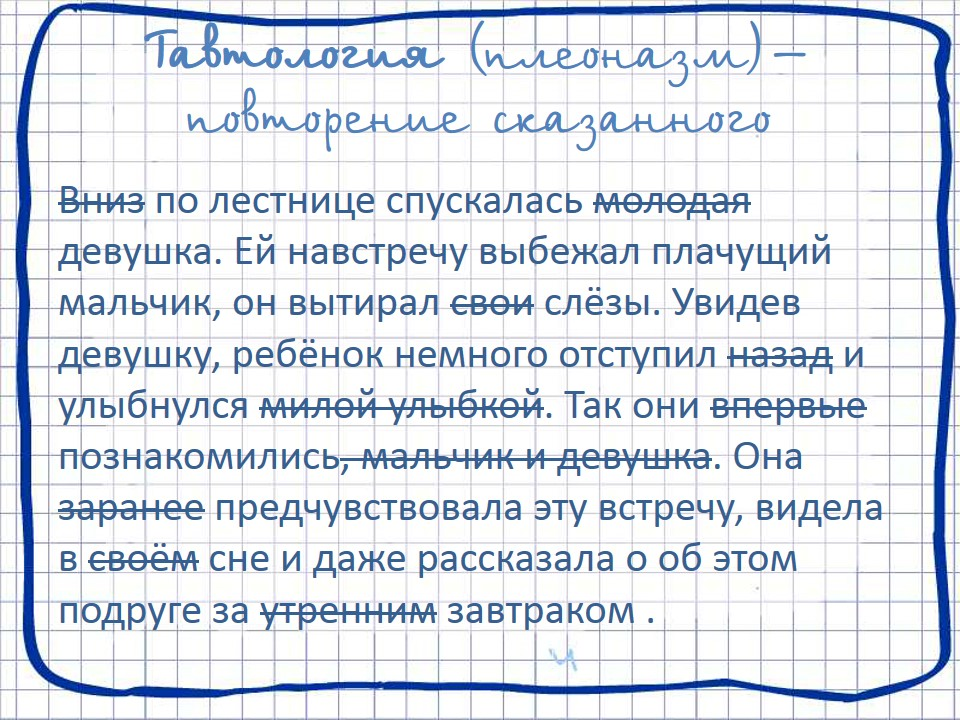 Тавтология (плеоназм) –
повторение сказанного
Вниз по лестнице спускалась молодая
девушка. Ей навстречу выбежал плачущий
мальчик, он вытирал свои слёзы. Увидев
девушку, ребёнок немного отступил назад и
улыбнулся милой улыбкой. Так они впервые
познакомились, мальчик и девушка. Она
заранее предчувствовала эту встречу, видела
в своём сне и даже рассказала о об этом
подруге за утренним завтраком .